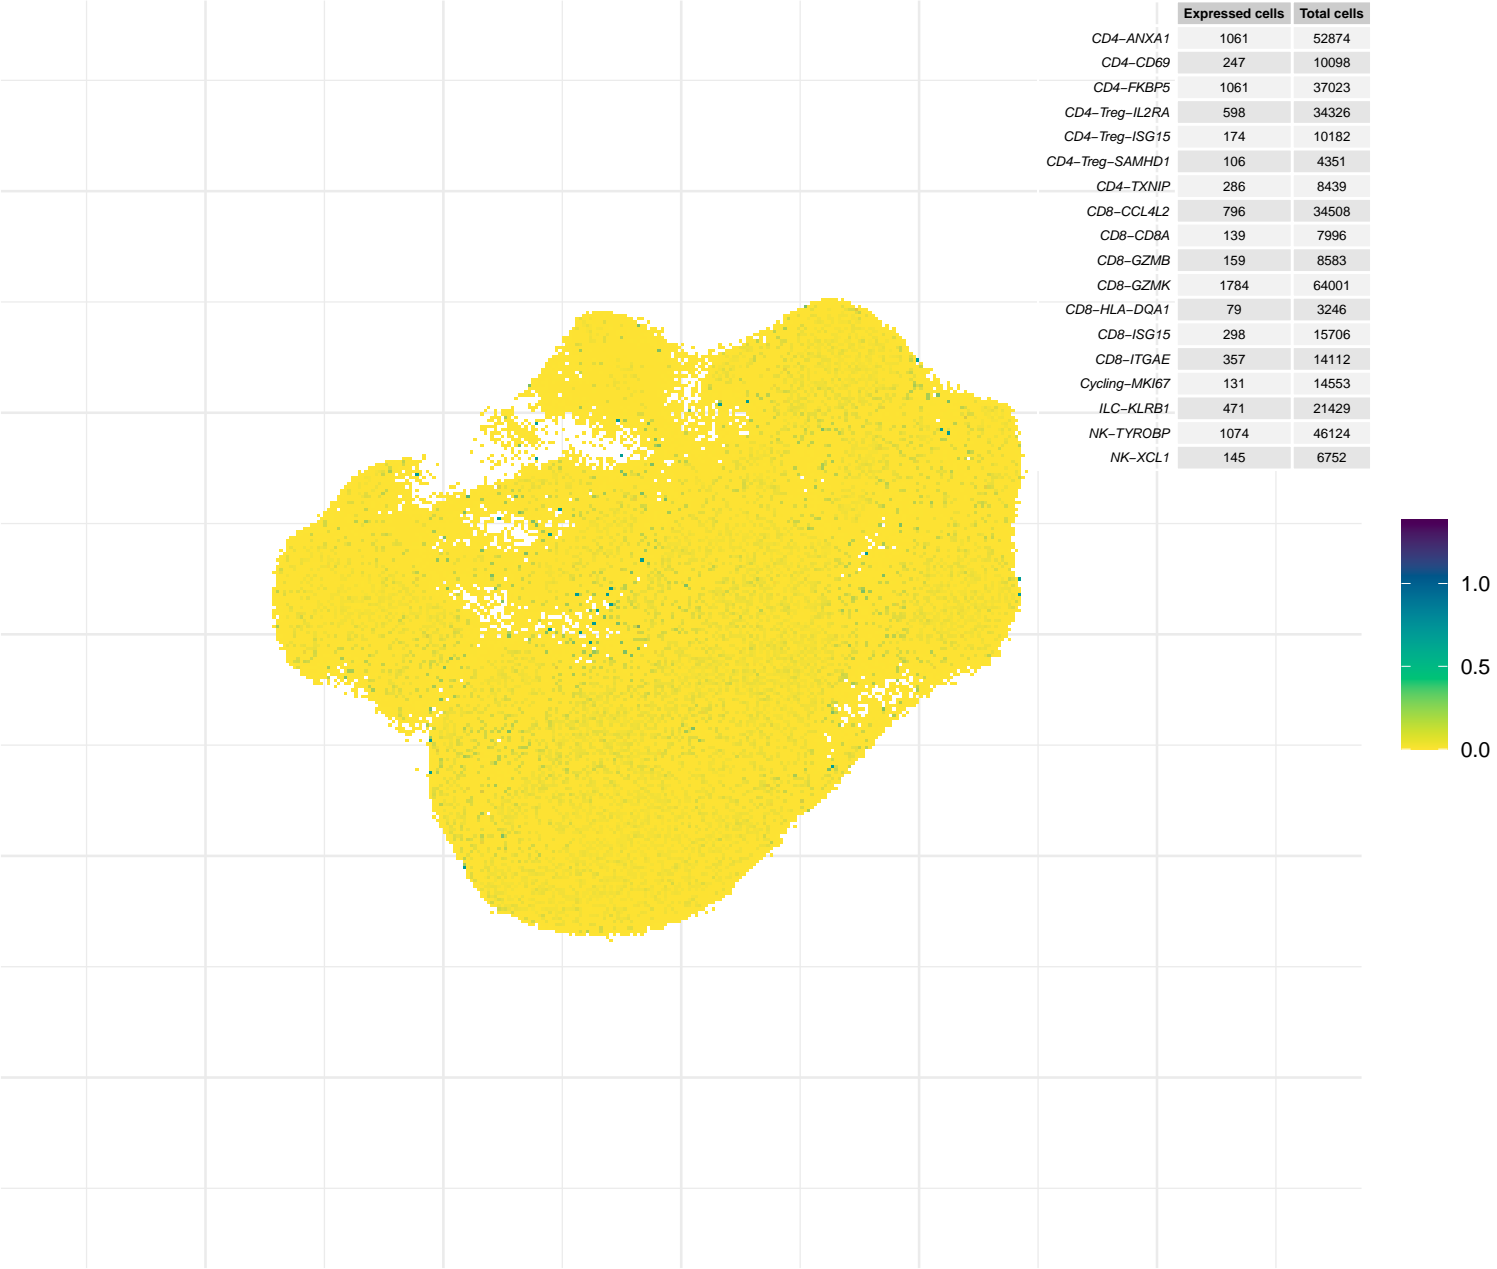 Expressed cells Total cells
CD4−ANXA1 1061 52874
CD4−CD69 247 10098
CD4−FKBP5 1061 37023
CD4−Treg−IL2RA 598 34326
CD4−Treg−ISG15 174 10182
CD4−Treg−SAMHD1 106 4351
CD4−TXNIP 286 8439
CD8−CCL4L2 796 34508
CD8−CD8A 139 7996
CD8−GZMB 159 8583
CD8−GZMK 1784 64001
CD8−HLA−DQA1 79 3246
CD8−ISG15 298 15706
CD8−ITGAE 357 14112
Cycling−MKI67 131 14553
ILC−KLRB1 471 21429
NK−TYROBP 1074 46124
NK−XCL1 145 6752
1.0
0.5
0.0